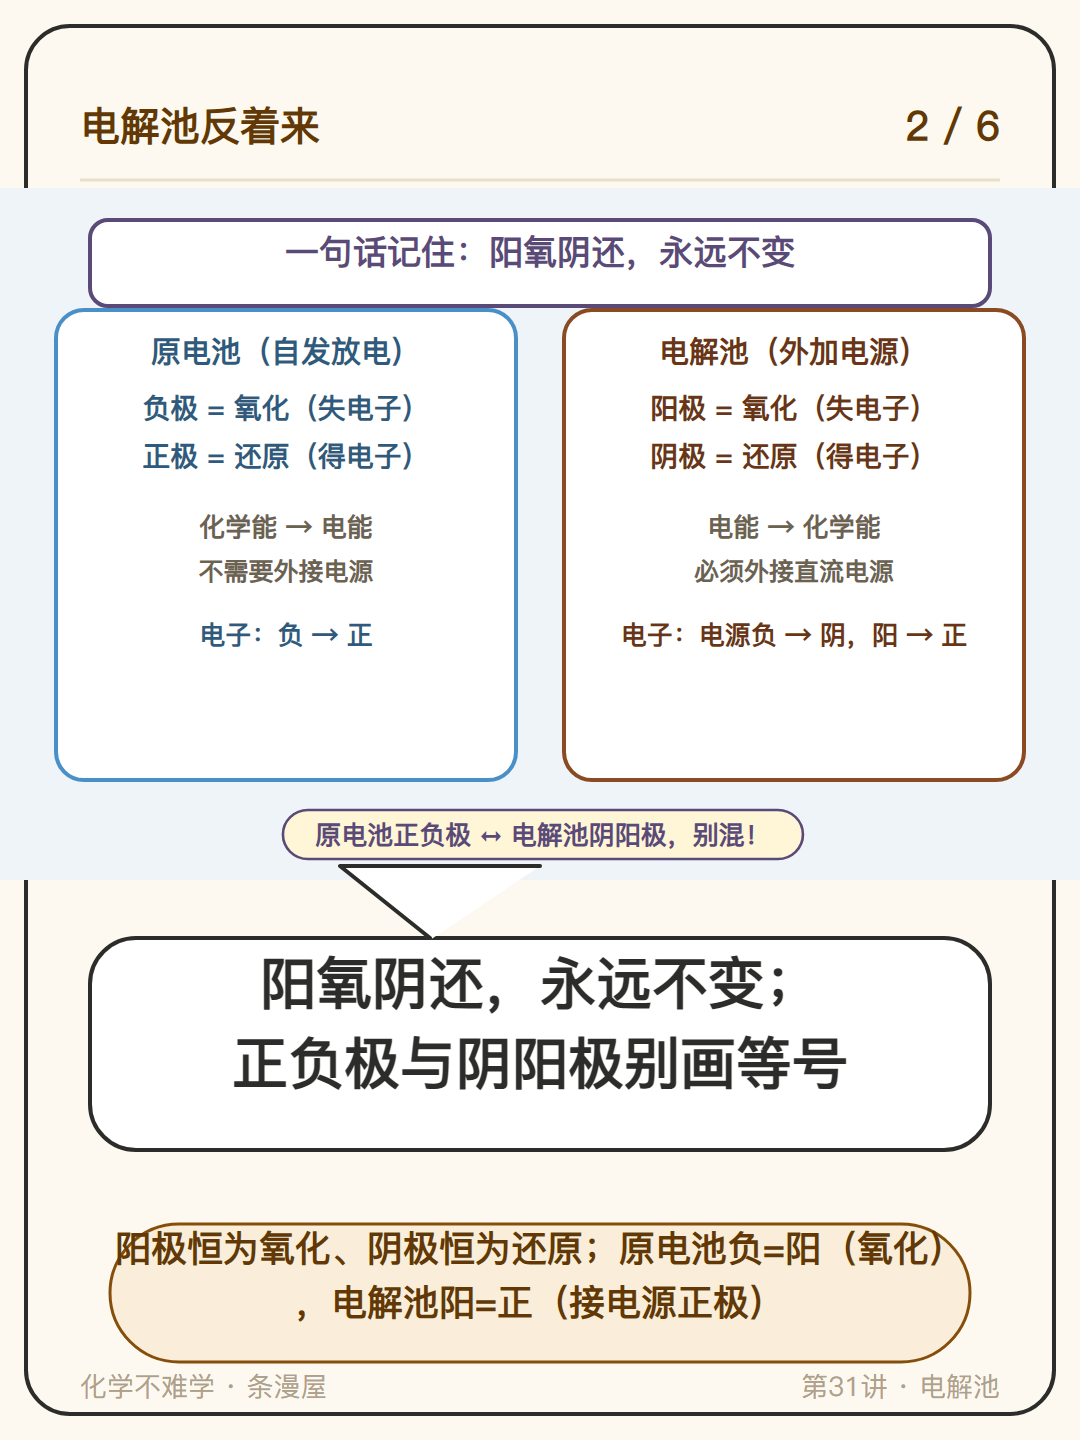 电解池反着来
2 / 6
一句话记住：阳氧阴还，永远不变
原电池（自发放电）
负极 = 氧化（失电子）
正极 = 还原（得电子）
化学能 → 电能
不需要外接电源
电子：负 → 正
电解池（外加电源）
阳极 = 氧化（失电子）
阴极 = 还原（得电子）
电能 → 化学能
必须外接直流电源
电子：电源负 → 阴，阳 → 正
原电池正负极 ↔ 电解池阴阳极，别混！
阳氧阴还，永远不变；
正负极与阴阳极别画等号
阳极恒为氧化、阴极恒为还原；原电池负=阳（氧化）
，电解池阳=正（接电源正极）
化学不难学 · 条漫屋
第31讲 · 电解池